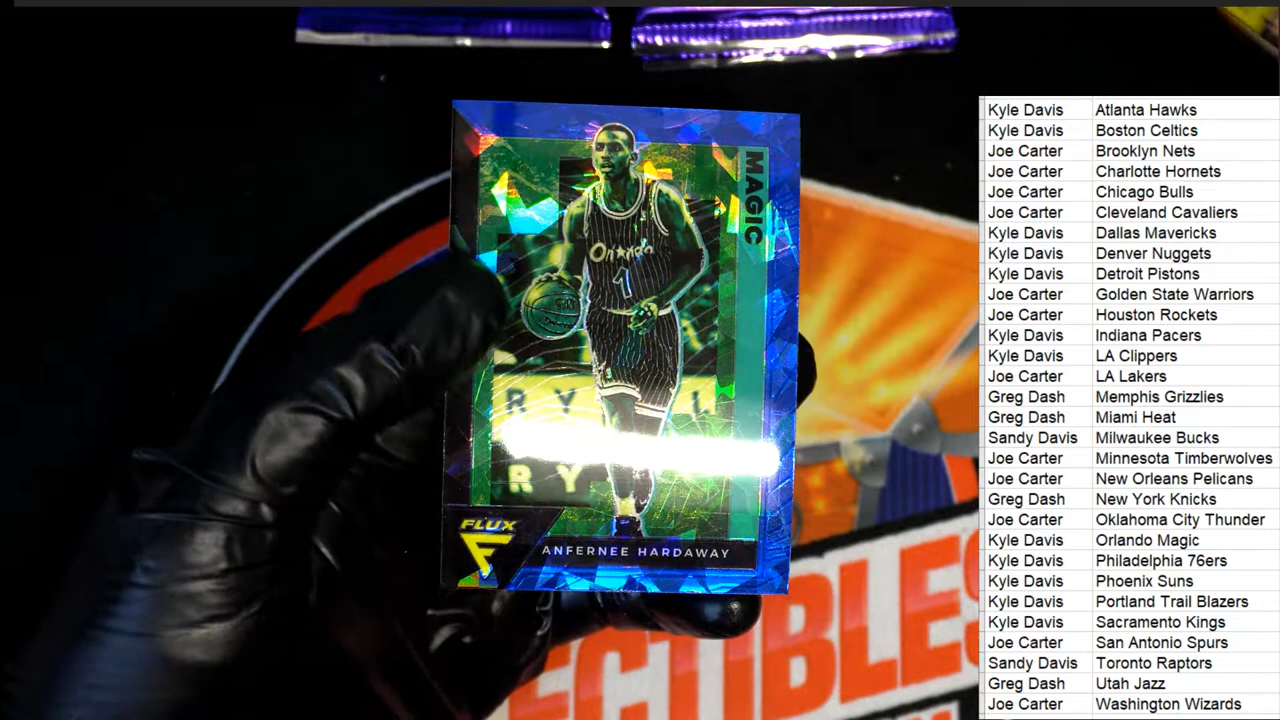 MAGIC
Orlando
1
R Y L
R Y
FLUX
ANFERNEE HARDAWAY
ECTIBLES
Kyle Davis Atlanta Hawks
Kyle Davis Boston Celtics
Joe Carter Brooklyn Nets
Joe Carter Charlotte Hornets
Joe Carter Chicago Bulls
Joe Carter Cleveland Cavaliers
Kyle Davis Dallas Mavericks
Kyle Davis Denver Nuggets
Kyle Davis Detroit Pistons
Joe Carter Golden State Warriors
Joe Carter Houston Rockets
Kyle Davis Indiana Pacers
Kyle Davis LA Clippers
Joe Carter LA Lakers
Greg Dash Memphis Grizzlies
Greg Dash Miami Heat
Sandy Davis Milwaukee Bucks
Joe Carter Minnesota Timberwolves
Joe Carter New Orleans Pelicans
Greg Dash New York Knicks
Joe Carter Oklahoma City Thunder
Kyle Davis Orlando Magic
Kyle Davis Philadelphia 76ers
Kyle Davis Phoenix Suns
Kyle Davis Portland Trail Blazers
Kyle Davis Sacramento Kings
Joe Carter San Antonio Spurs
Sandy Davis Toronto Raptors
Greg Dash Utah Jazz
Joe Carter Washington Wizards